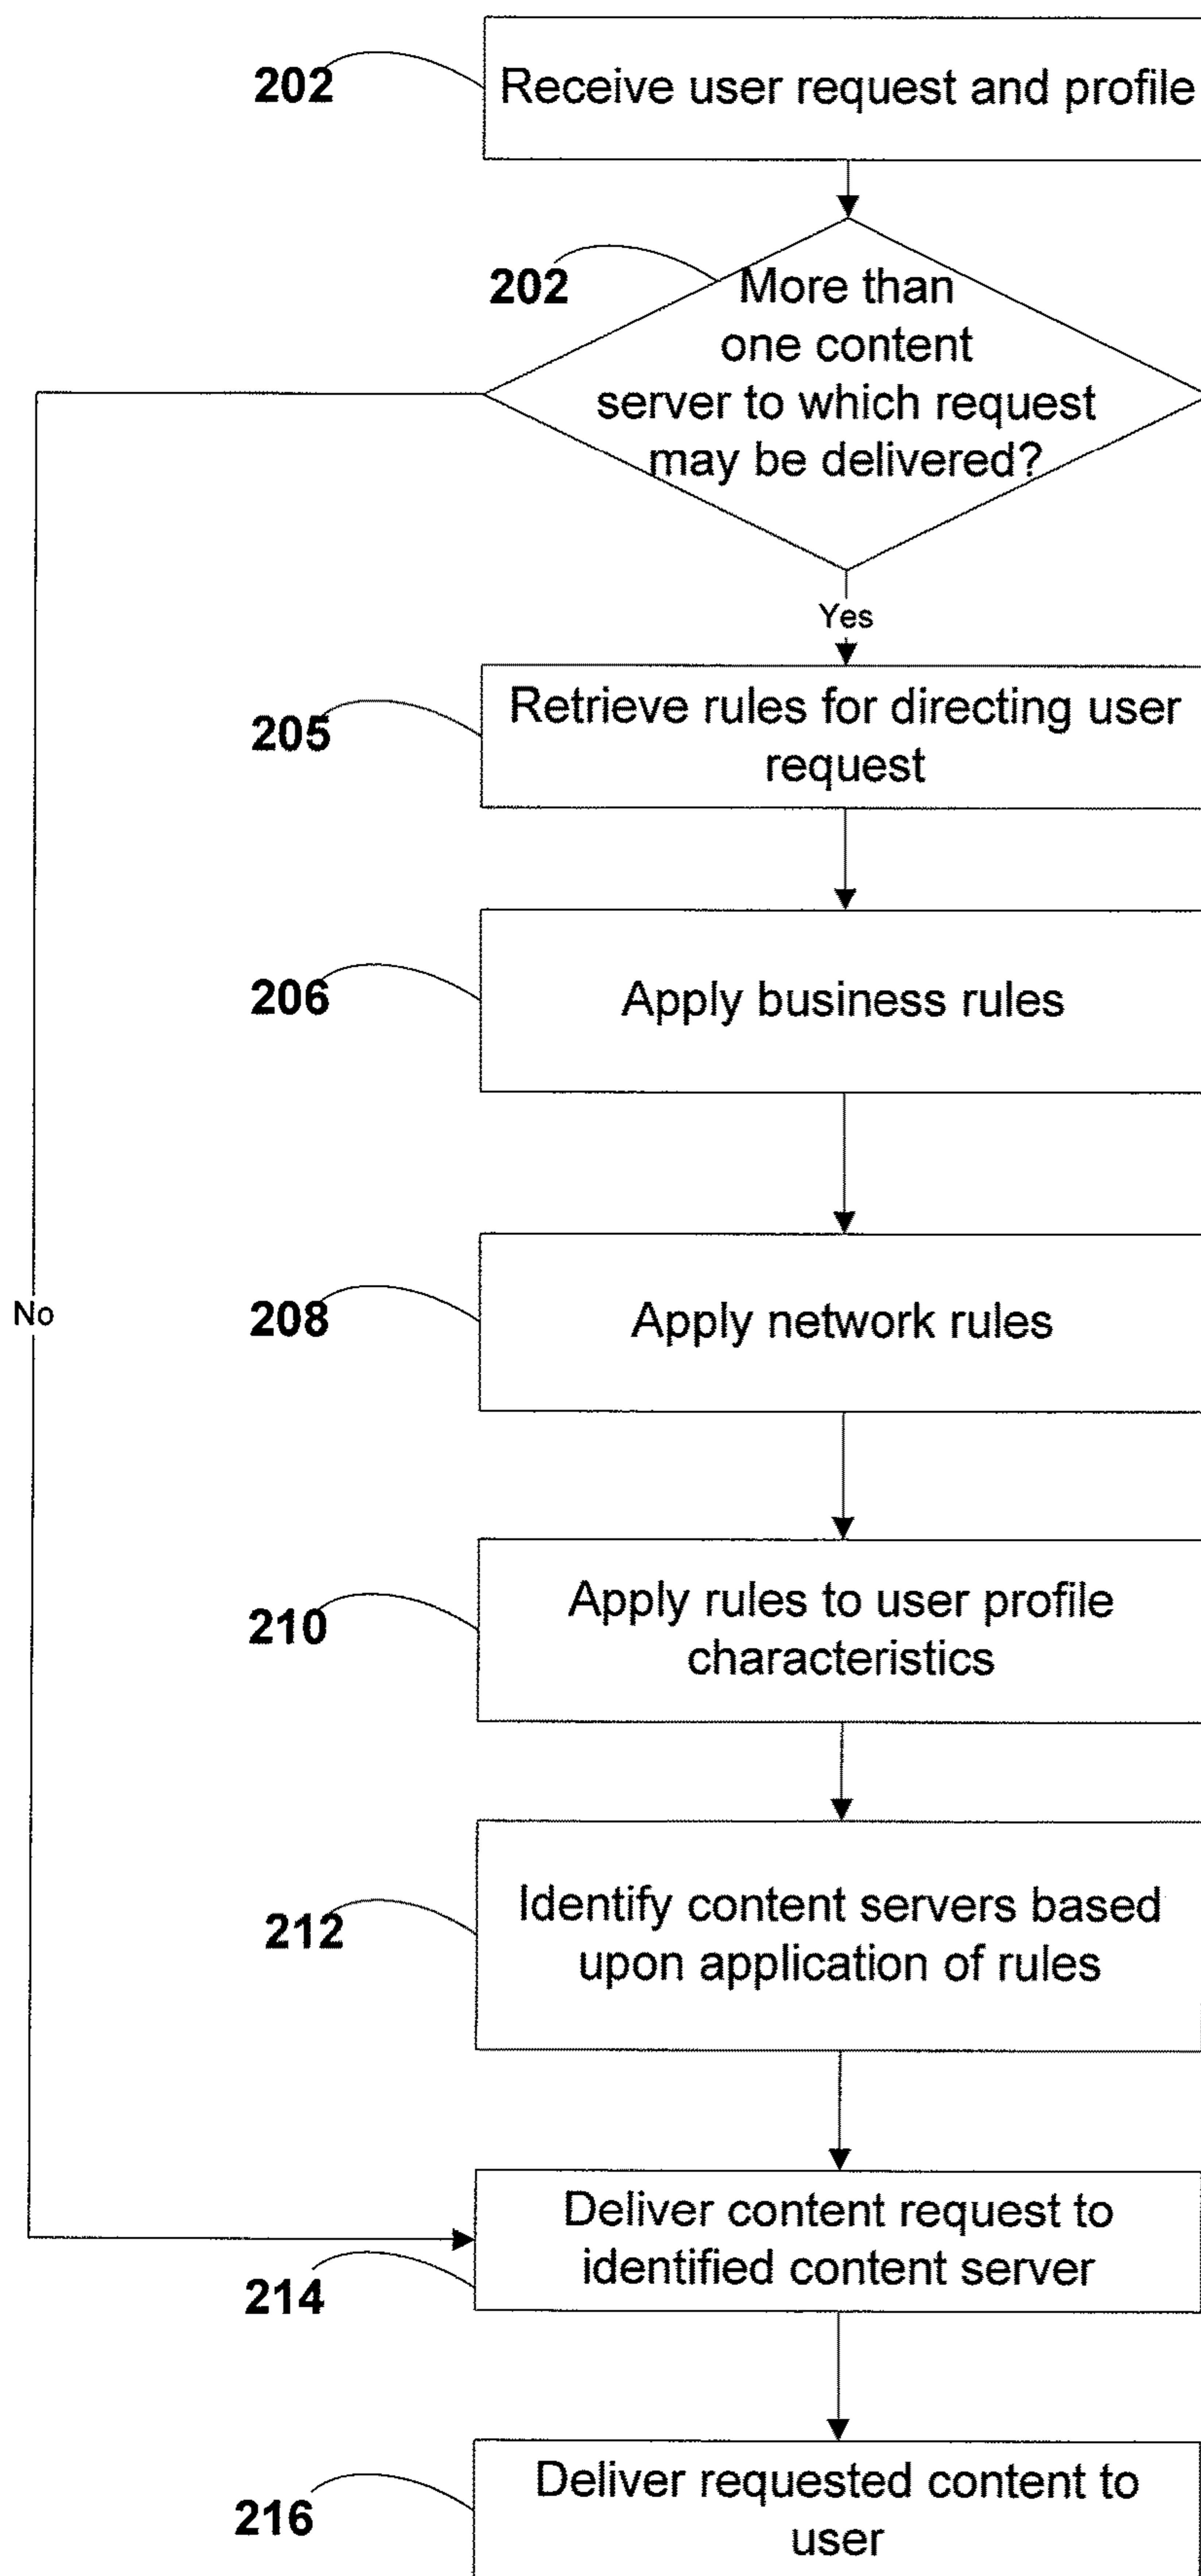 202
Receive user request and profile
202
More than
one content
server to which request
may be delivered?
Yes
205
Retrieve rules for directing user
request
206
Apply business rules
No
208
Apply network rules
210
Apply rules to user profile
characteristics
212
Identify content servers based
upon application of rules
214
Deliver content request to
identified content server
216
Deliver requested content to
user